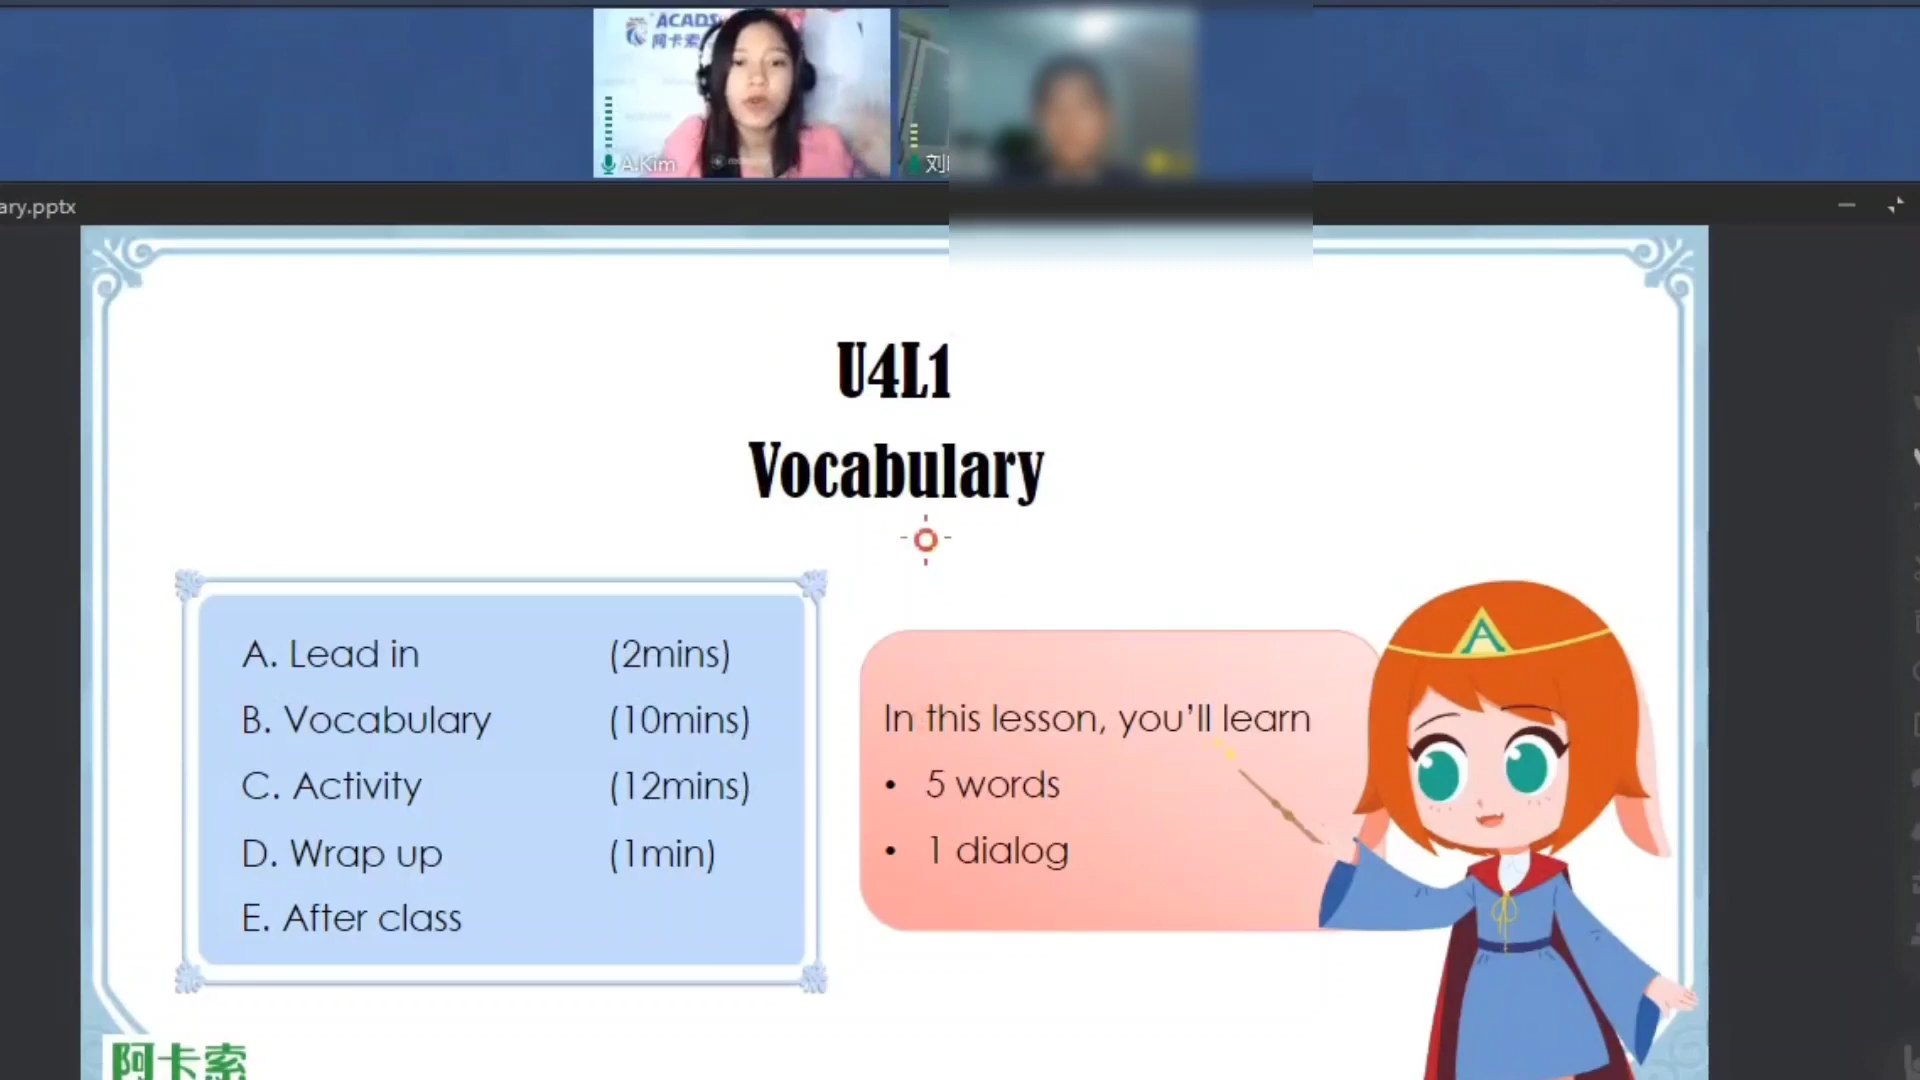 ACADS
阿卡索
A.Kim
刘
ary.pptx
U4L1
Vocabulary
A. Lead in (2mins)
B. Vocabulary (10mins)
C. Activity (12mins)
D. Wrap up (1min)
E. After class
In this lesson, you'll learn
• 5 words
• 1 dialog
A
阿卡索